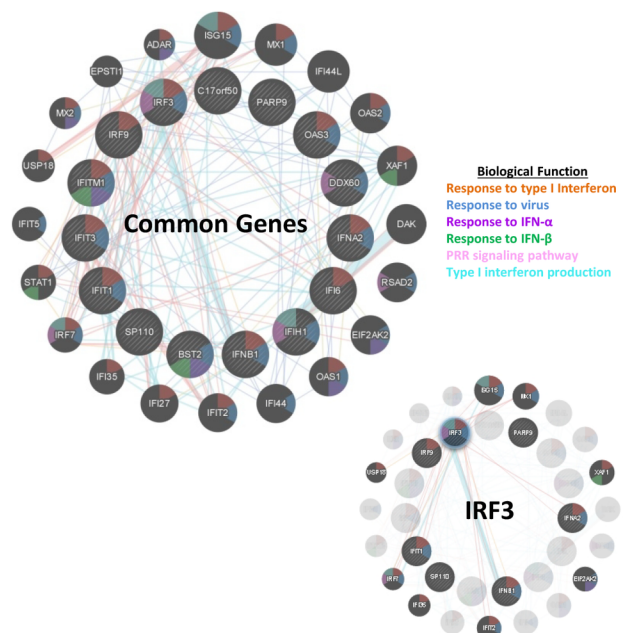 ISG15
ADAR
MX1
EPSTI1
IFI44L
C17orf50
PARP9
IRF3
MX2
OAS2
IRF9
OAS3
USP18
XAF1
IFITM1
DDX60
IFIT5
IFIT3
Common Genes
IFNA2
DAK
STAT1
IFIT1
IFI6
RSAD2
IRF7
SP110
IFIH1
EIF2AK2
BST2
IFNB1
IFI35
OAS1
IFI27
IFIT2
IFI44
Biological Function
Response to type I Interferon
Response to virus
Response to IFN-α
Response to IFN-β
PRR signaling pathway
Type I interferon production
MX1
IRF3
PARP9
IRF9
USP18
XAF1
IRF3
IFNA2
IFIT1
IRF7
SP110
EIF2AK2
IFNB1
IFI35
IFIT2